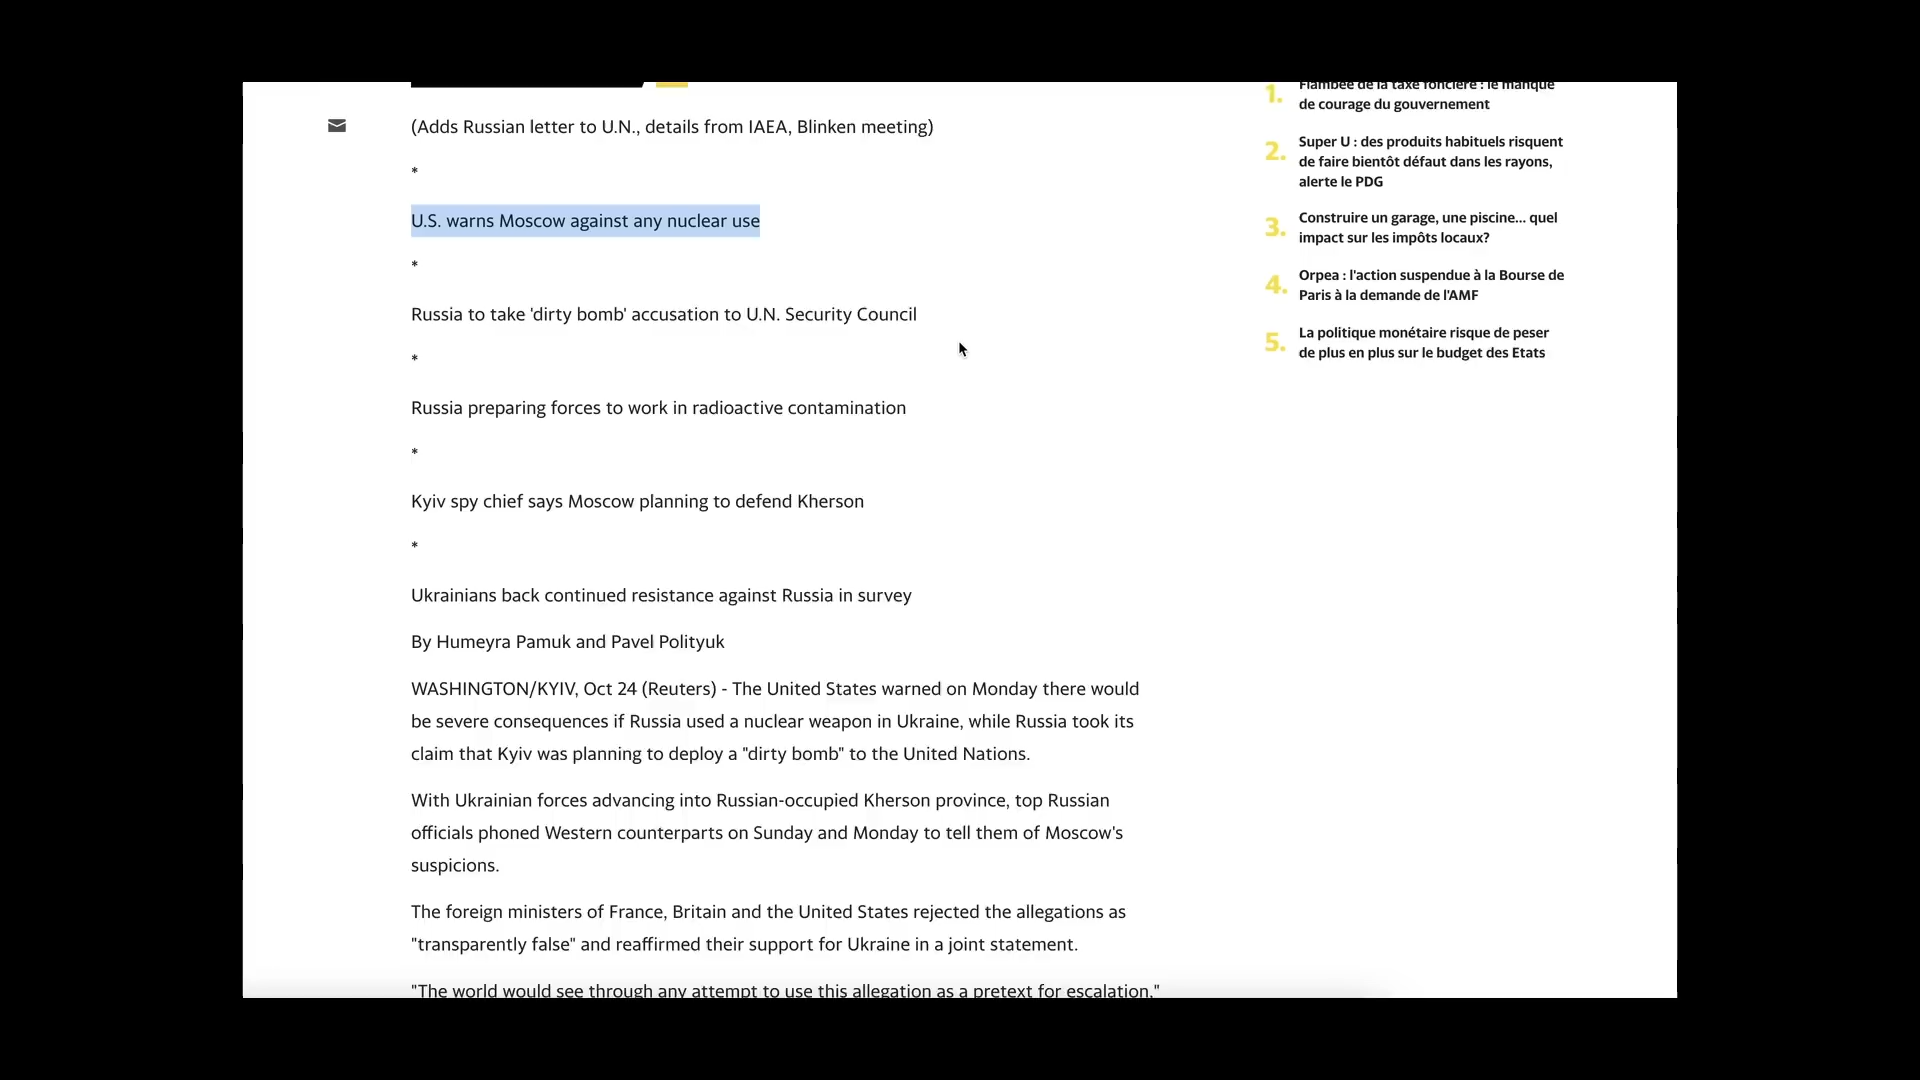 (Adds Russian letter to U.N., details from IAEA, Blinken meeting)
*
U.S. warns Moscow against any nuclear use
*
Russia to take 'dirty bomb' accusation to U.N. Security Council
*
Russia preparing forces to work in radioactive contamination
*
Kyiv spy chief says Moscow planning to defend Kherson
*
Ukrainians back continued resistance against Russia in survey
By Humeyra Pamuk and Pavel Polityuk
WASHINGTON/KYIV, Oct 24 (Reuters) - The United States warned on Monday there would
be severe consequences if Russia used a nuclear weapon in Ukraine, while Russia took its
claim that Kyiv was planning to deploy a "dirty bomb" to the United Nations.
With Ukrainian forces advancing into Russian-occupied Kherson province, top Russian
officials phoned Western counterparts on Sunday and Monday to tell them of Moscow's
suspicions.
The foreign ministers of France, Britain and the United States rejected the allegations as
"transparently false" and reaffirmed their support for Ukraine in a joint statement.
"The world would see through any attempt to use this allegation as a pretext for escalation,"
1. Flambée de la taxe foncière : le manque
de courage du gouvernement
2. Super U : des produits habituels risquent
de faire bientôt défaut dans les rayons,
alerte le PDG
3. Construire un garage, une piscine... quel
impact sur les impôts locaux?
4. Orpea : l'action suspendue à la Bourse de
Paris à la demande de l'AMF
5. La politique monétaire risque de peser
de plus en plus sur le budget des Etats